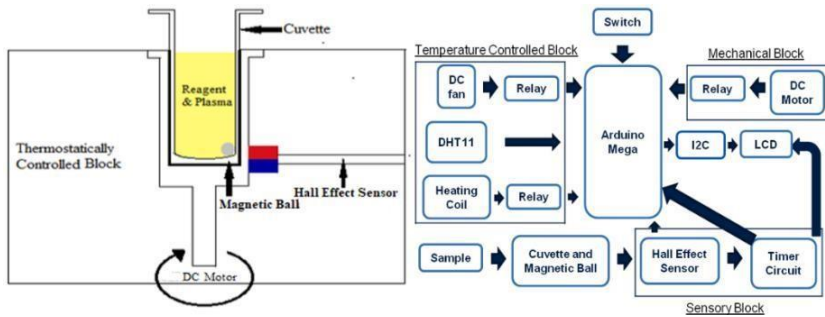 Cuvette
Reagent
& Plasma
Thermostatically
Controlled Block
Hall Effect Sensor
Magnetic Ball
DC Motor
Switch
Temperature Controlled Block
Mechanical Block
DC
fan
Relay
Arduino
Mega
Relay
DC
Motor
DHT11
I2C
LCD
Heating
Coil
Relay
Sample
Cuvette and
Magnetic Ball
Hall Effect
Sensor
Timer
Circuit
Sensory Block